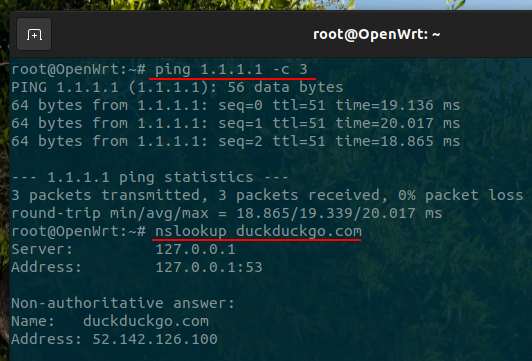 root@OpenWrt: ~
root@OpenWrt:~# ping 1.1.1.1 -c 3
PING 1.1.1.1 (1.1.1.1): 56 data bytes
64 bytes from 1.1.1.1: seq=0 ttl=51 time=19.136 ms
64 bytes from 1.1.1.1: seq=1 ttl=51 time=20.017 ms
64 bytes from 1.1.1.1: seq=2 ttl=51 time=18.865 ms
--- 1.1.1.1 ping statistics ---
3 packets transmitted, 3 packets received, 0% packet loss
round-trip min/avg/max = 18.865/19.339/20.017 ms
root@OpenWrt:~# nslookup duckduckgo.com
Server:         127.0.0.1
Address:        127.0.0.1:53
Non-authoritative answer:
Name:   duckduckgo.com
Address: 52.142.126.100